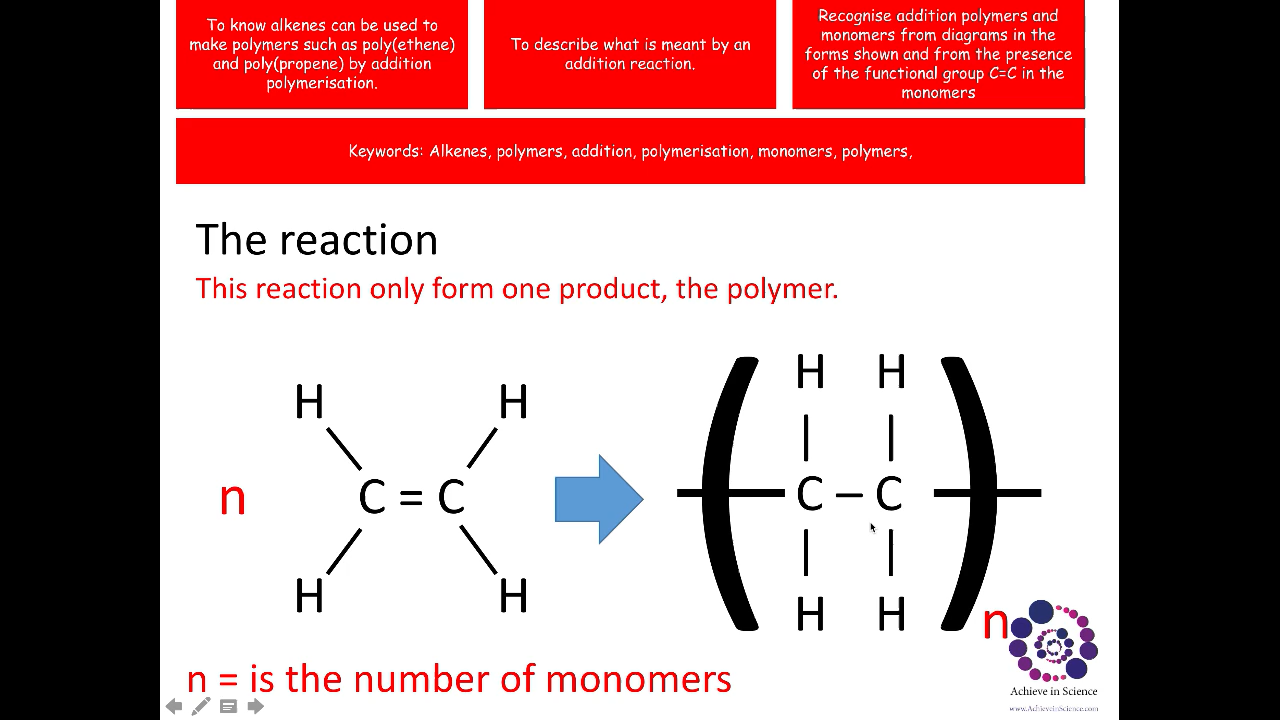 To know alkenes can be used to
make polymers such as poly(ethene)
and poly(propene) by addition
polymerisation.
To describe what is meant by an
addition reaction.
Recognise addition polymers and
monomers from diagrams in the
forms shown and from the presence
of the functional group C=C in the
monomers
Keywords: Alkenes, polymers, addition, polymerisation, monomers, polymers,
The reaction
This reaction only form one product, the polymer.
H H
n C = C
H H
H H
C – C
H H
n
n = is the number of monomers
Achieve in Science
www.AchieveinScience.com